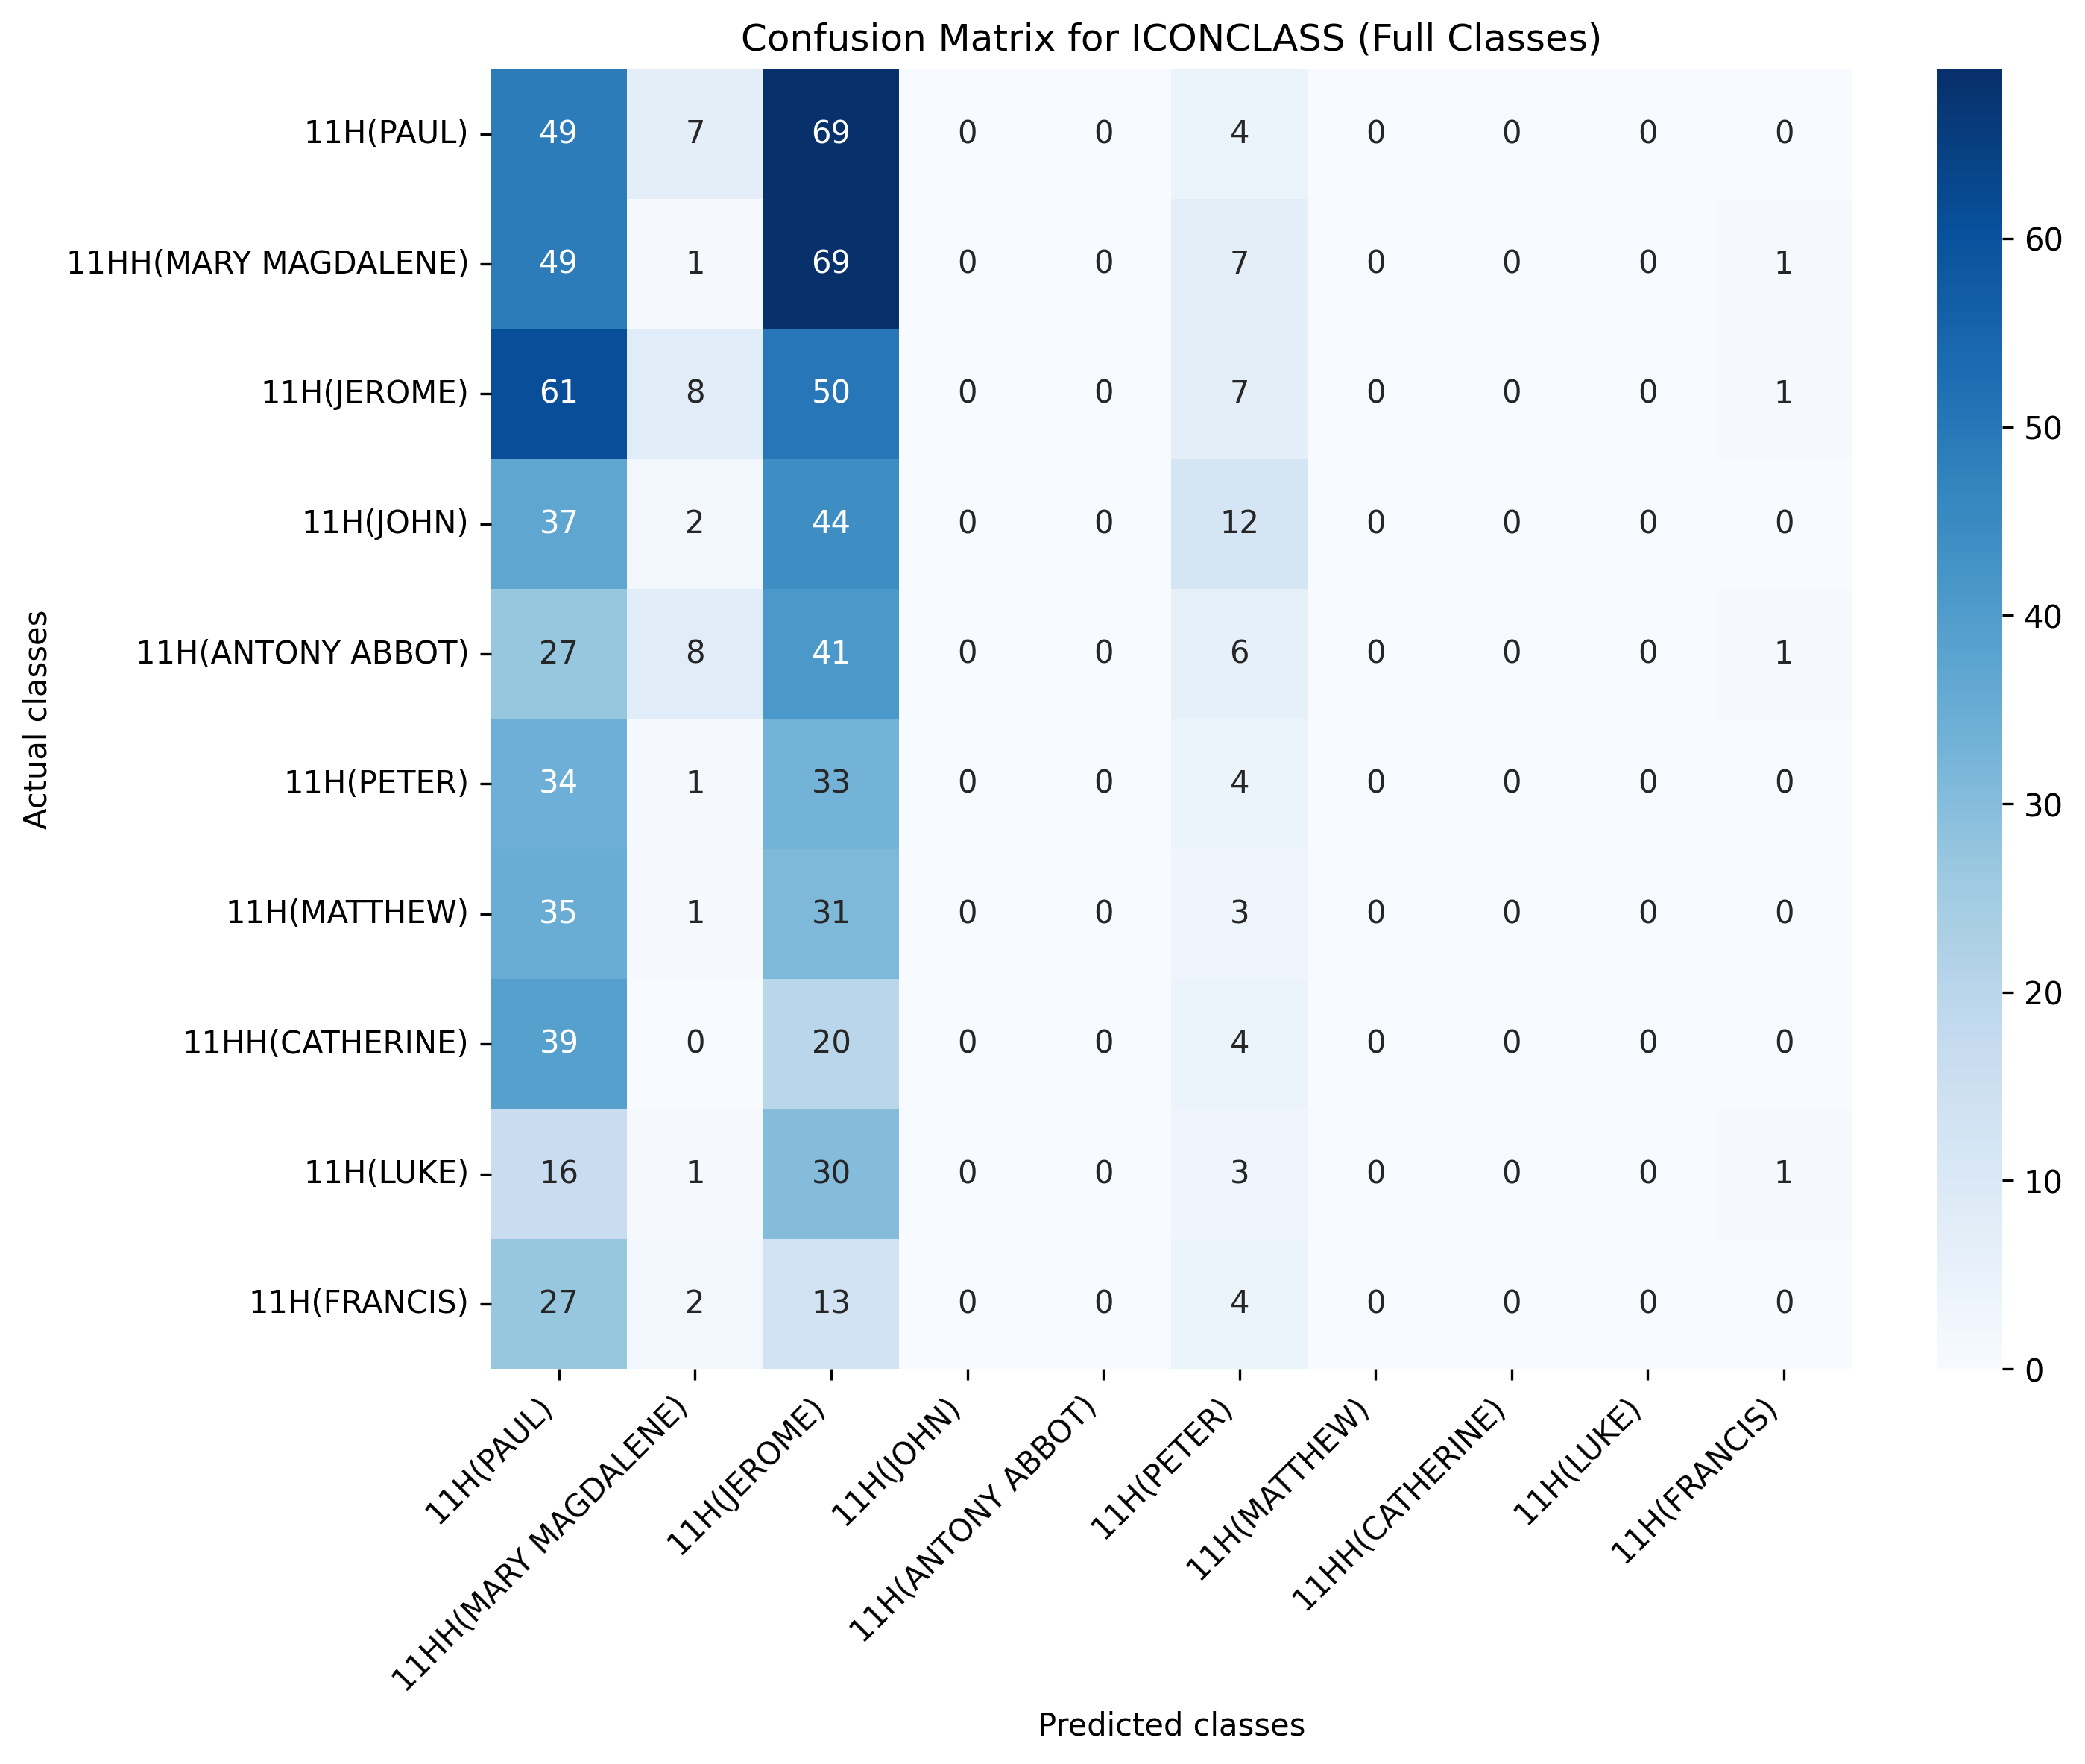 Confusion Matrix for ICONCLASS (Full Classes)
11H(PAUL) 49 7 69 0 0 4 0 0 0 0
11HH(MARY MAGDALENE) 49 1 69 0 0 7 0 0 0 1
11H(JEROME) 61 8 50 0 0 7 0 0 0 1
11H(JOHN) 37 2 44 0 0 12 0 0 0 0
11H(ANTONY ABBOT) 27 8 41 0 0 6 0 0 0 1
11H(PETER) 34 1 33 0 0 4 0 0 0 0
11H(MATTHEW) 35 1 31 0 0 3 0 0 0 0
11HH(CATHERINE) 39 0 20 0 0 4 0 0 0 0
11H(LUKE) 16 1 30 0 0 3 0 0 0 1
11H(FRANCIS) 27 2 13 0 0 4 0 0 0 0
Actual classes
11H(PAUL)
11HH(MARY MAGDALENE)
11H(JEROME)
11H(JOHN)
11H(ANTONY ABBOT)
11H(PETER)
11H(MATTHEW)
11HH(CATHERINE)
11H(LUKE)
11H(FRANCIS)
Predicted classes
60
50
40
30
20
10
0